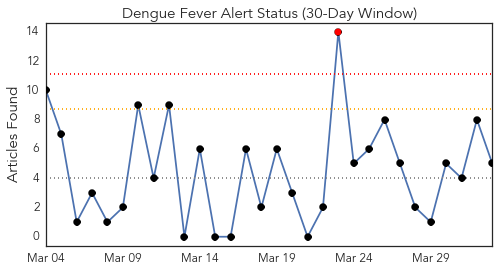 Dengue Fever Alert Status (30-Day Window)
Articles Found
14
12
10
8
6
4
2
0
Mar 04 Mar 09 Mar 14 Mar 19 Mar 24 Mar 29